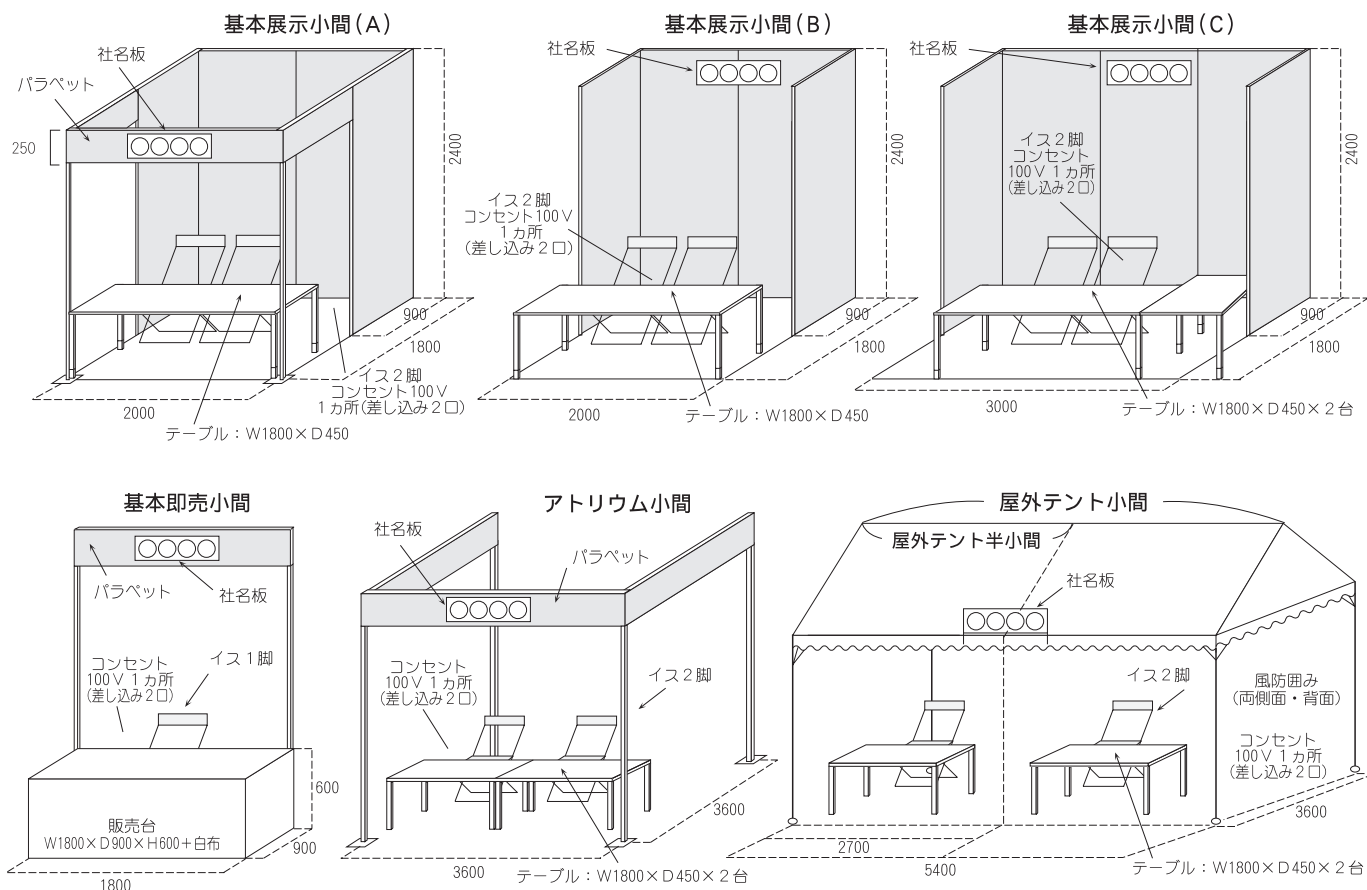 基本展示小間(A)
社名板
パラペット
250
2400
900
1800
2000
イス2脚
コンセント100V
1ヵ所(差し込み2口)
テーブル：W1800×D450
基本展示小間(B)
社名板
2400
イス2脚
コンセント100V
1ヵ所
(差し込み2口)
900
1800
2000
テーブル：W1800×D450
基本展示小間(C)
社名板
イス2脚
コンセント
100V 1ヵ所
(差し込み2口)
2400
900
1800
3000
テーブル：W1800×D450×2台
基本即売小間
パラペット
社名板
コンセント
100V 1ヵ所
(差し込み2口)
イス1脚
600
販売台
W1800×D900×H600+白布
900
1800
アトリウム小間
社名板
パラペット
コンセント
100V 1ヵ所
(差し込み2口)
イス2脚
3600
3600
テーブル：W1800×D450×2台
屋外テント小間
屋外テント半小間
社名板
イス2脚
風防囲み
(両側面・背面)
コンセント
100V 1ヵ所
(差し込み2口)
2700
3600
5400
テーブル：W1800×D450×2台